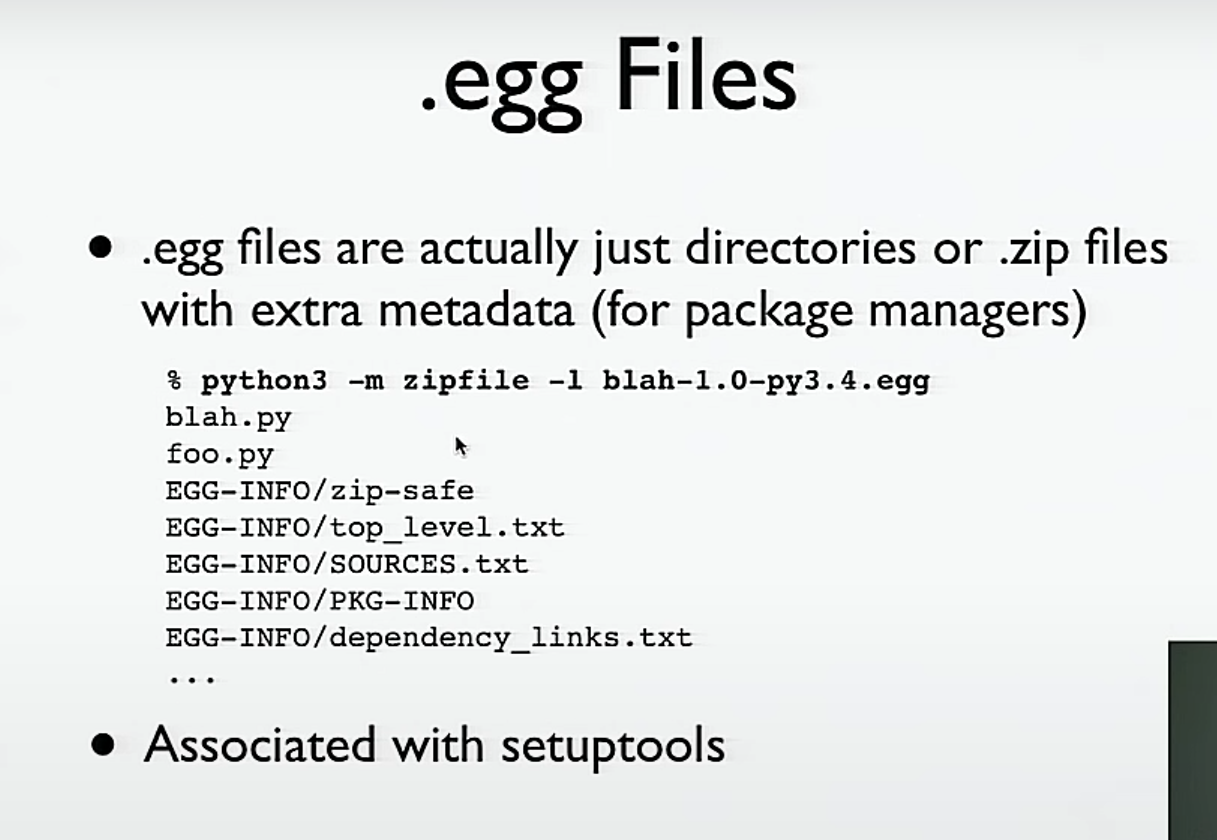 .egg Files
• .egg files are actually just directories or .zip files
with extra metadata (for package managers)
% python3 -m zipfile -l blah-1.0-py3.4.egg
blah.py
foo.py
EGG-INFO/zip-safe
EGG-INFO/top_level.txt
EGG-INFO/SOURCES.txt
EGG-INFO/PKG-INFO
EGG-INFO/dependency_links.txt
...
• Associated with setuptools